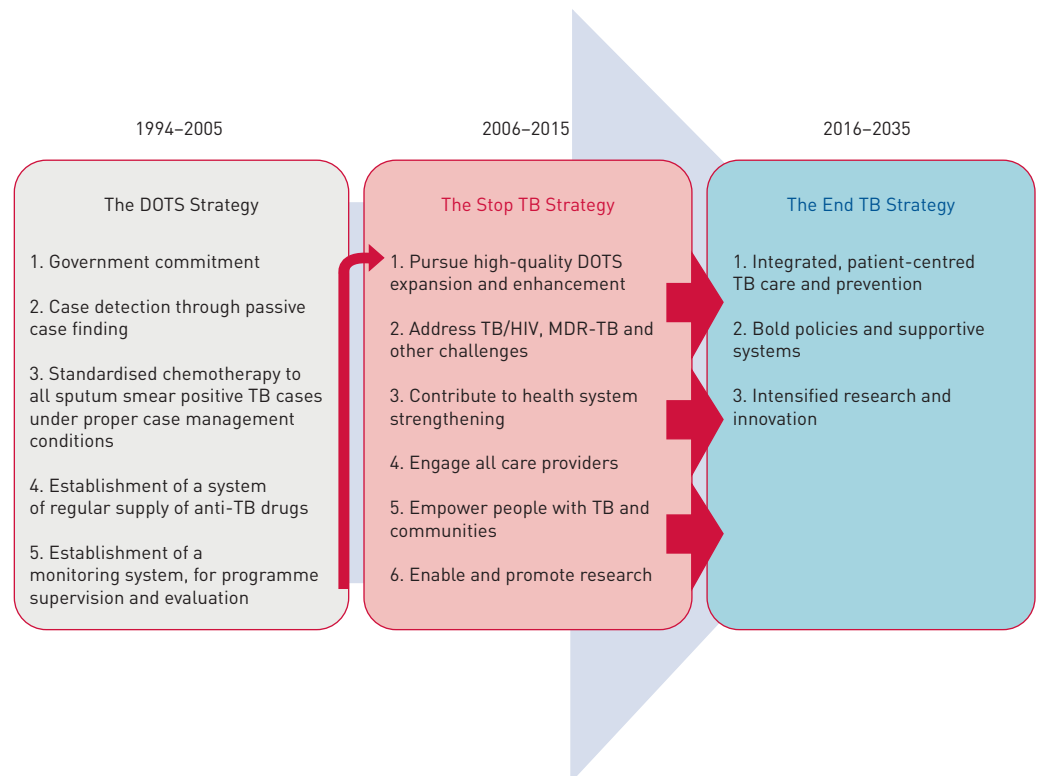 1994–2005
The DOTS Strategy
1. Government commitment
2. Case detection through passive
case finding
3. Standardised chemotherapy to
all sputum smear positive TB cases
under proper case management
conditions
4. Establishment of a system
of regular supply of anti-TB drugs
5. Establishment of a
monitoring system, for programme
supervision and evaluation
2006–2015
The Stop TB Strategy
1. Pursue high-quality DOTS
expansion and enhancement
2. Address TB/HIV, MDR-TB and
other challenges
3. Contribute to health system
strengthening
4. Engage all care providers
5. Empower people with TB and
communities
6. Enable and promote research
2016–2035
The End TB Strategy
1. Integrated, patient-centred
TB care and prevention
2. Bold policies and supportive
systems
3. Intensified research and
innovation